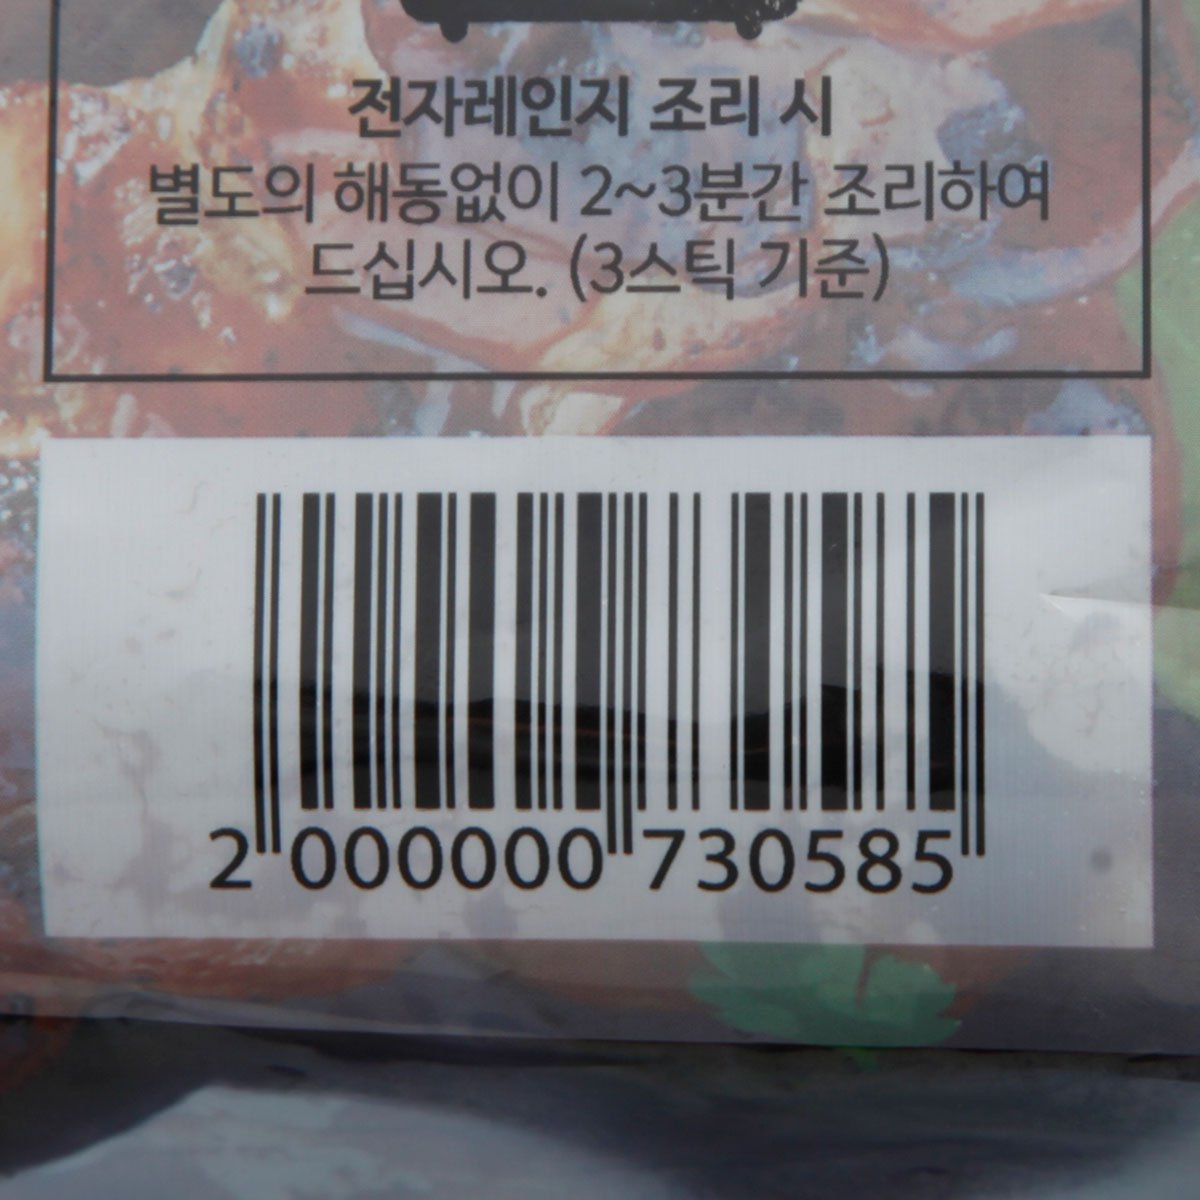 전자레인지 조리 시
별도의 해동없이 2~3분간 조리하여
드십시오. (3스틱 기준)
2 000000 730585